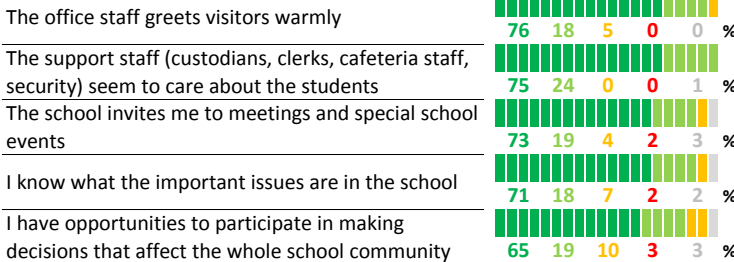 The office staff greets visitors warmly
76 18 5 0 0 %
The support staff (custodians, clerks, cafeteria staff,
security) seem to care about the students
75 24 0 0 1 %
The school invites me to meetings and special school
events
73 19 4 2 3 %
I know what the important issues are in the school
71 18 7 2 2 %
I have opportunities to participate in making
decisions that affect the whole school community
65 19 10 3 3 %